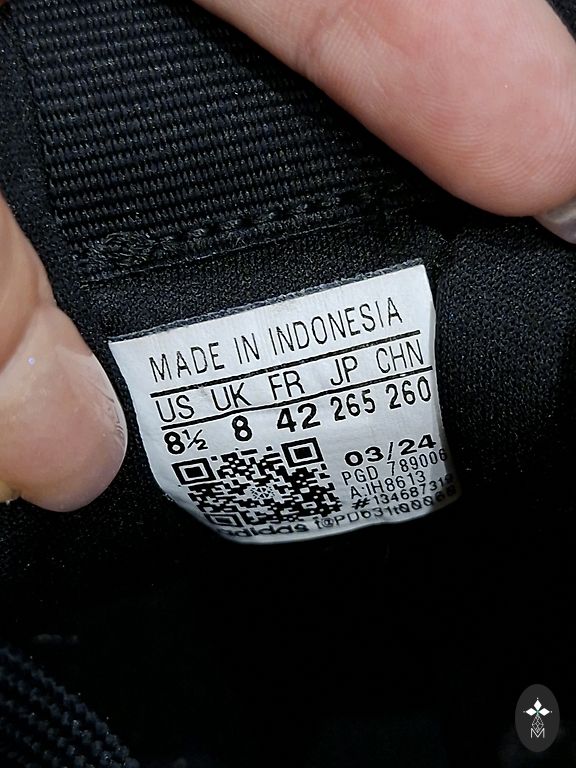 MADE IN INDONESIA
US UK FR JP CHN
8½ 8 42 265 260
03/24
PGD 789006
A.IH8613
adidas
M